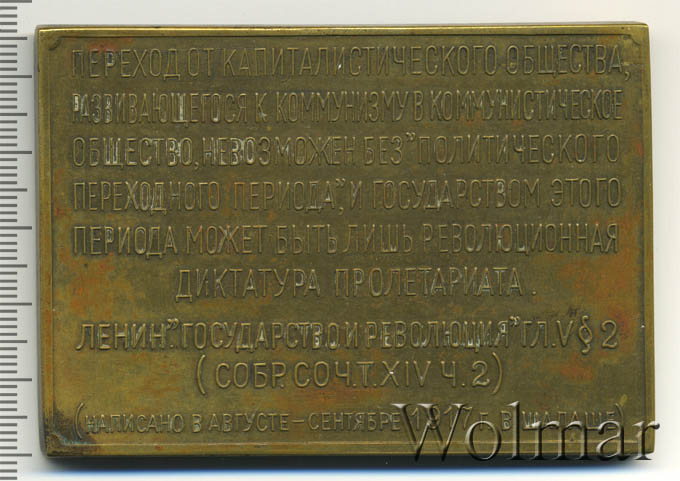 ПЕРЕХОД ОТ КАПИТАЛИСТИЧЕСКОГО ОБЩЕСТВА,
РАЗВИВАЮЩЕГОСЯ К КОММУНИЗМУ В КОММУНИСТИЧЕСКОЕ
ОБЩЕСТВО, НЕВОЗМОЖЕН БЕЗ "ПОЛИТИЧЕСКОГО
ПЕРЕХОДНОГО ПЕРИОДА", И ГОСУДАРСТВОМ ЭТОГО
ПЕРИОДА МОЖЕТ БЫТЬ ЛИШЬ РЕВОЛЮЦИОННАЯ
ДИКТАТУРА ПРОЛЕТАРИАТА.
ЛЕНИН. "ГОСУДАРСТВО И РЕВОЛЮЦИЯ" ГЛ. V § 2
(СОБР. СОЧ. Т. XIV Ч. 2)
(НАПИСАНО В АВГУСТЕ – СЕНТЯБРЕ 1917 г. В ШАЛАШЕ)
Wolmar